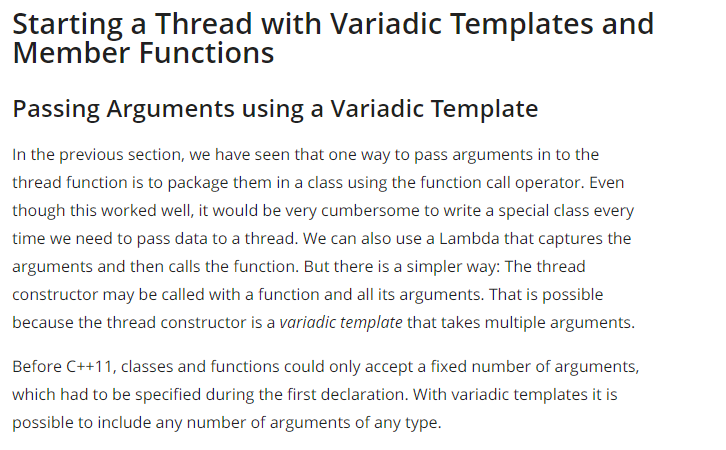 Starting a Thread with Variadic Templates and
Member Functions
Passing Arguments using a Variadic Template
In the previous section, we have seen that one way to pass arguments in to the
thread function is to package them in a class using the function call operator. Even
though this worked well, it would be very cumbersome to write a special class every
time we need to pass data to a thread. We can also use a Lambda that captures the
arguments and then calls the function. But there is a simpler way: The thread
constructor may be called with a function and all its arguments. That is possible
because the thread constructor is a variadic template that takes multiple arguments.
Before C++11, classes and functions could only accept a fixed number of arguments,
which had to be specified during the first declaration. With variadic templates it is
possible to include any number of arguments of any type.